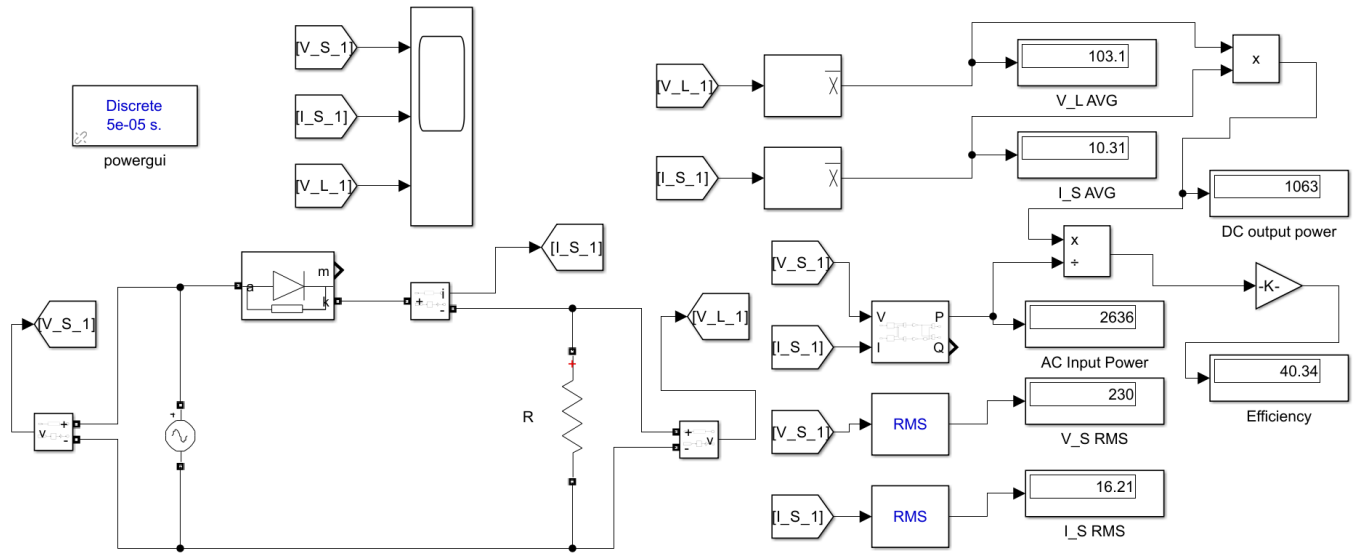 [V_S_1]
[I_S_1]
[V_L_1]
Discrete
5e-05 s.
powergui
[V_L_1]
[I_S_1]
103.1
V_L AVG
10.31
I_S AVG
x
1063
DC output power
x
÷
-K-
40.34
Efficiency
[I_S_1]
m
a
k
+
i
-
[V_S_1]
+
-
v
+
R
+
[V_L_1]
+
-
v
[V_S_1]
[I_S_1]
V
I
P
Q
2636
AC Input Power
[V_S_1]
RMS
230
V_S RMS
[I_S_1]
RMS
16.21
I_S RMS